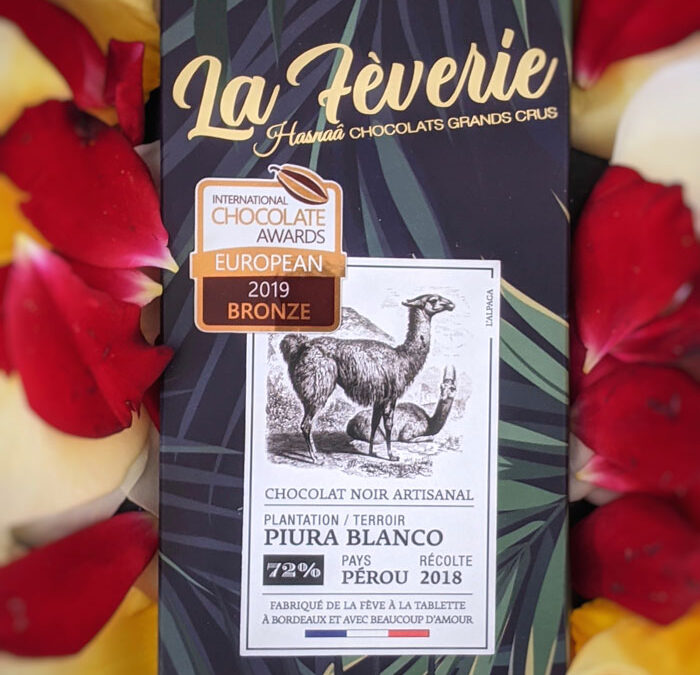 La Fèverie
Hasnaâ CHOCOLATS GRANDS CRUS
INTERNATIONAL
CHOCOLATE
AWARDS
EUROPEAN
2019
BRONZE
L'ALPAGA
CHOCOLAT NOIR ARTISANAL
PLANTATION / TERROIR
PIURA BLANCO
72% PAYS RÉCOLTE
PÉROU 2018
FABRIQUÉ DE LA FÈVE À LA TABLETTE
À BORDEAUX ET AVEC BEAUCOUP D'AMOUR